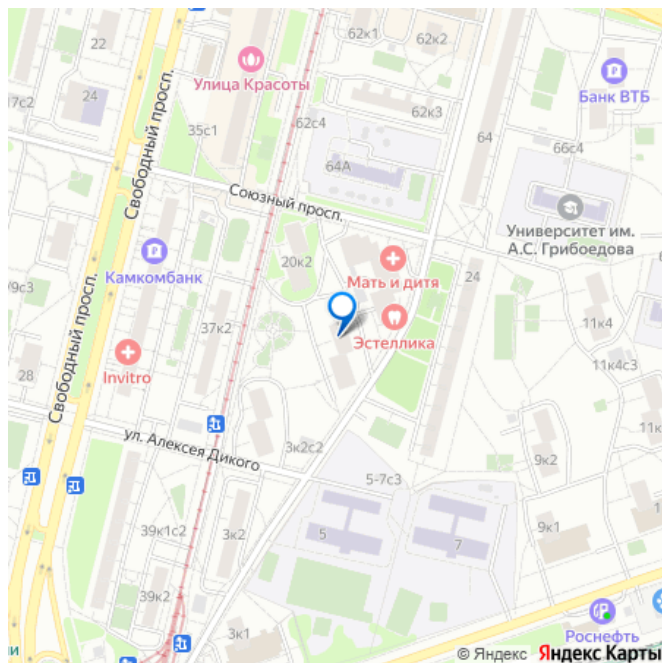 22
62к1
62к2
Улица Красоты
Банк ВТБ
24
35с1
62с4
62к3
64
66с4
64А
Свободный просп.
Союзный просп.
Университет им.
А.С. Грибоедова
20к2
Камкомбанк
Мать и дитя
24
Свободный просп.
37к2
11к4
Эстеллика
11к4с3
28
Invitro
ул. Алексея Дикого
3к2с2
9к2
5-7с3
39к1с2
3к2
5
7
9к1
39к2
3к1
Роснефть
© Яндекс Яндекс Карты